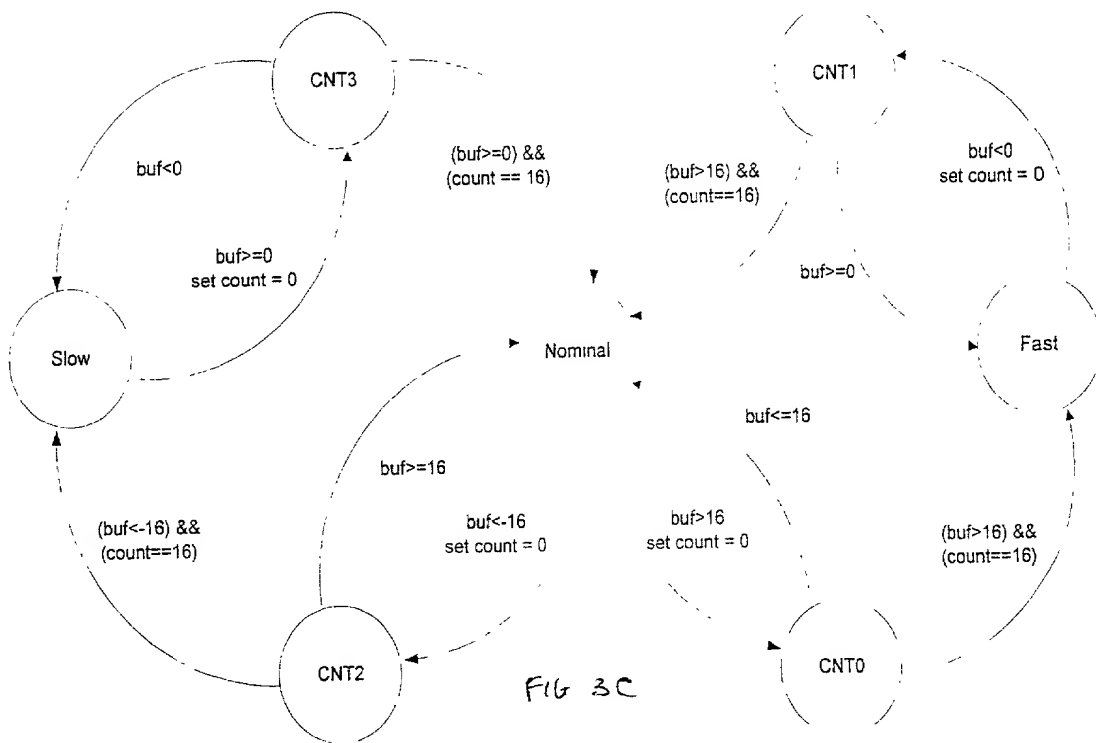 CNT3
CNT1
buf<0
(buf>=0) &&
(count == 16)
(buf>16) &&
(count==16)
buf<0
set count = 0
buf>=0
set count = 0
buf>=0
Slow
Nominal
Fast
buf<=16
buf>=16
(buf<-16) &&
(count==16)
buf<-16
set count = 0
buf>16
set count = 0
(buf>16) &&
(count==16)
CNT2
CNT0
FIG 3C